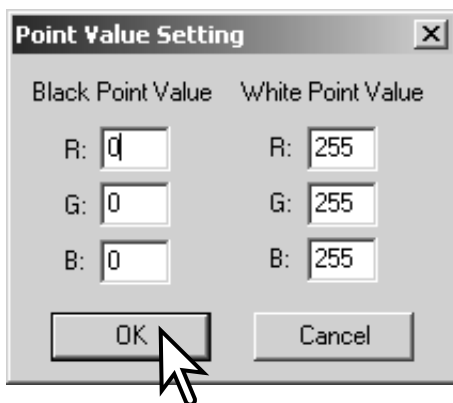 Point Value Setting
Black Point Value White Point Value
R: 0 R: 255
G: 0 G: 255
B: 0 B: 255
OK Cancel